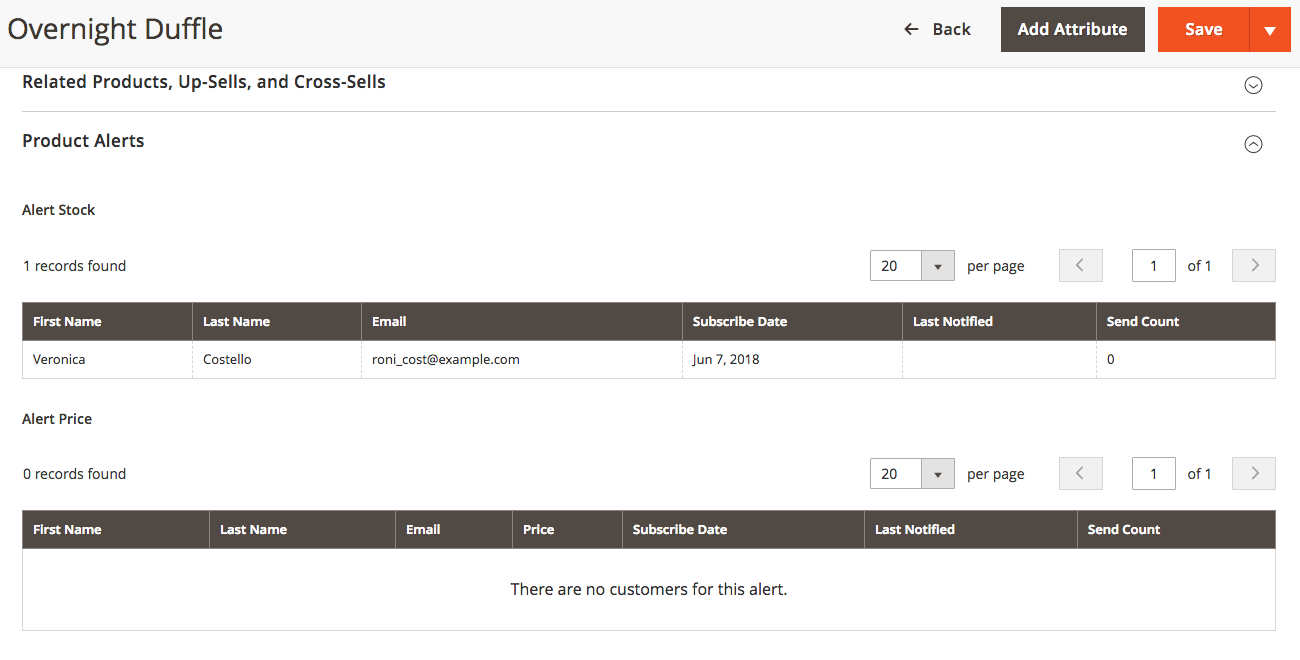 Overnight Duffle
Back
Add Attribute
Save
Related Products, Up-Sells, and Cross-Sells
Product Alerts
Alert Stock
1 records found
20 per page 1 of 1
First Name Last Name Email Subscribe Date Last Notified Send Count
Veronica Costello roni_cost@example.com Jun 7, 2018 0
Alert Price
0 records found
20 per page 1 of 1
First Name Last Name Email Price Subscribe Date Last Notified Send Count
There are no customers for this alert.